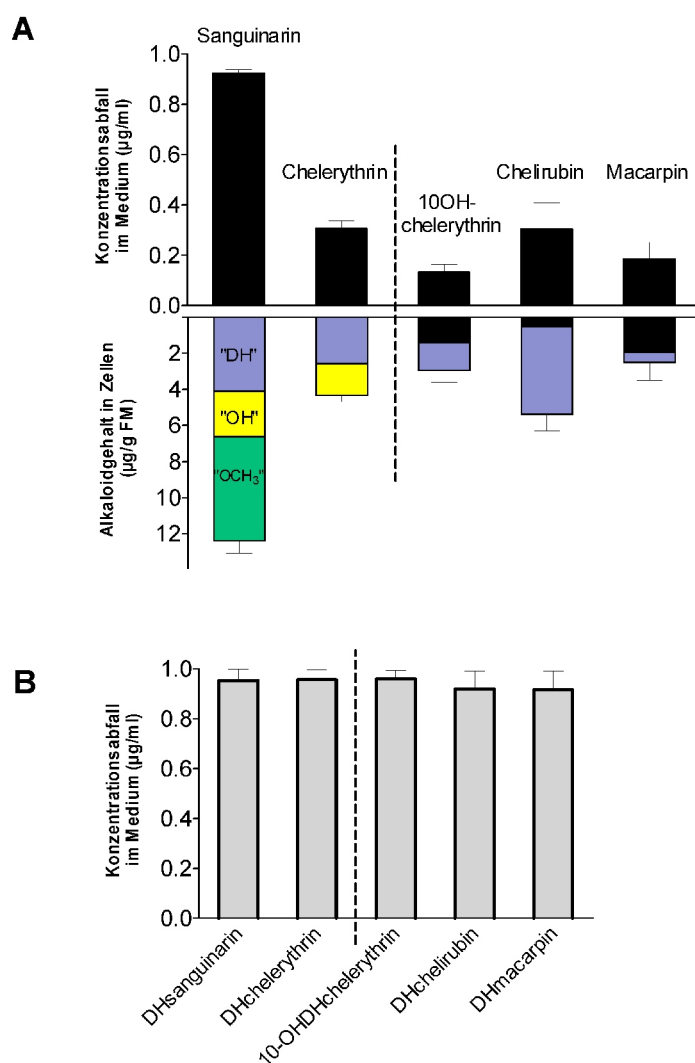 A
Sanguinarin
Chelerythrin
10OH-
chelerythrin
Chelirubin
Macarpin
Konzentrationsabfall
im Medium (µg/ml)
1.0
0.8
0.6
0.4
0.2
0.0
Alkaloidgehalt in Zellen
(µg/g FM)
2
4
6
8
10
12
"DH"
"OH"
"OCH₃"
B
Konzentrationsabfall
im Medium (µg/ml)
1.0
0.8
0.6
0.4
0.2
0.0
DHsanguinarin
DHchelerythrin
10-OHDHchelerythrin
DHchelirubin
DHmacarpin